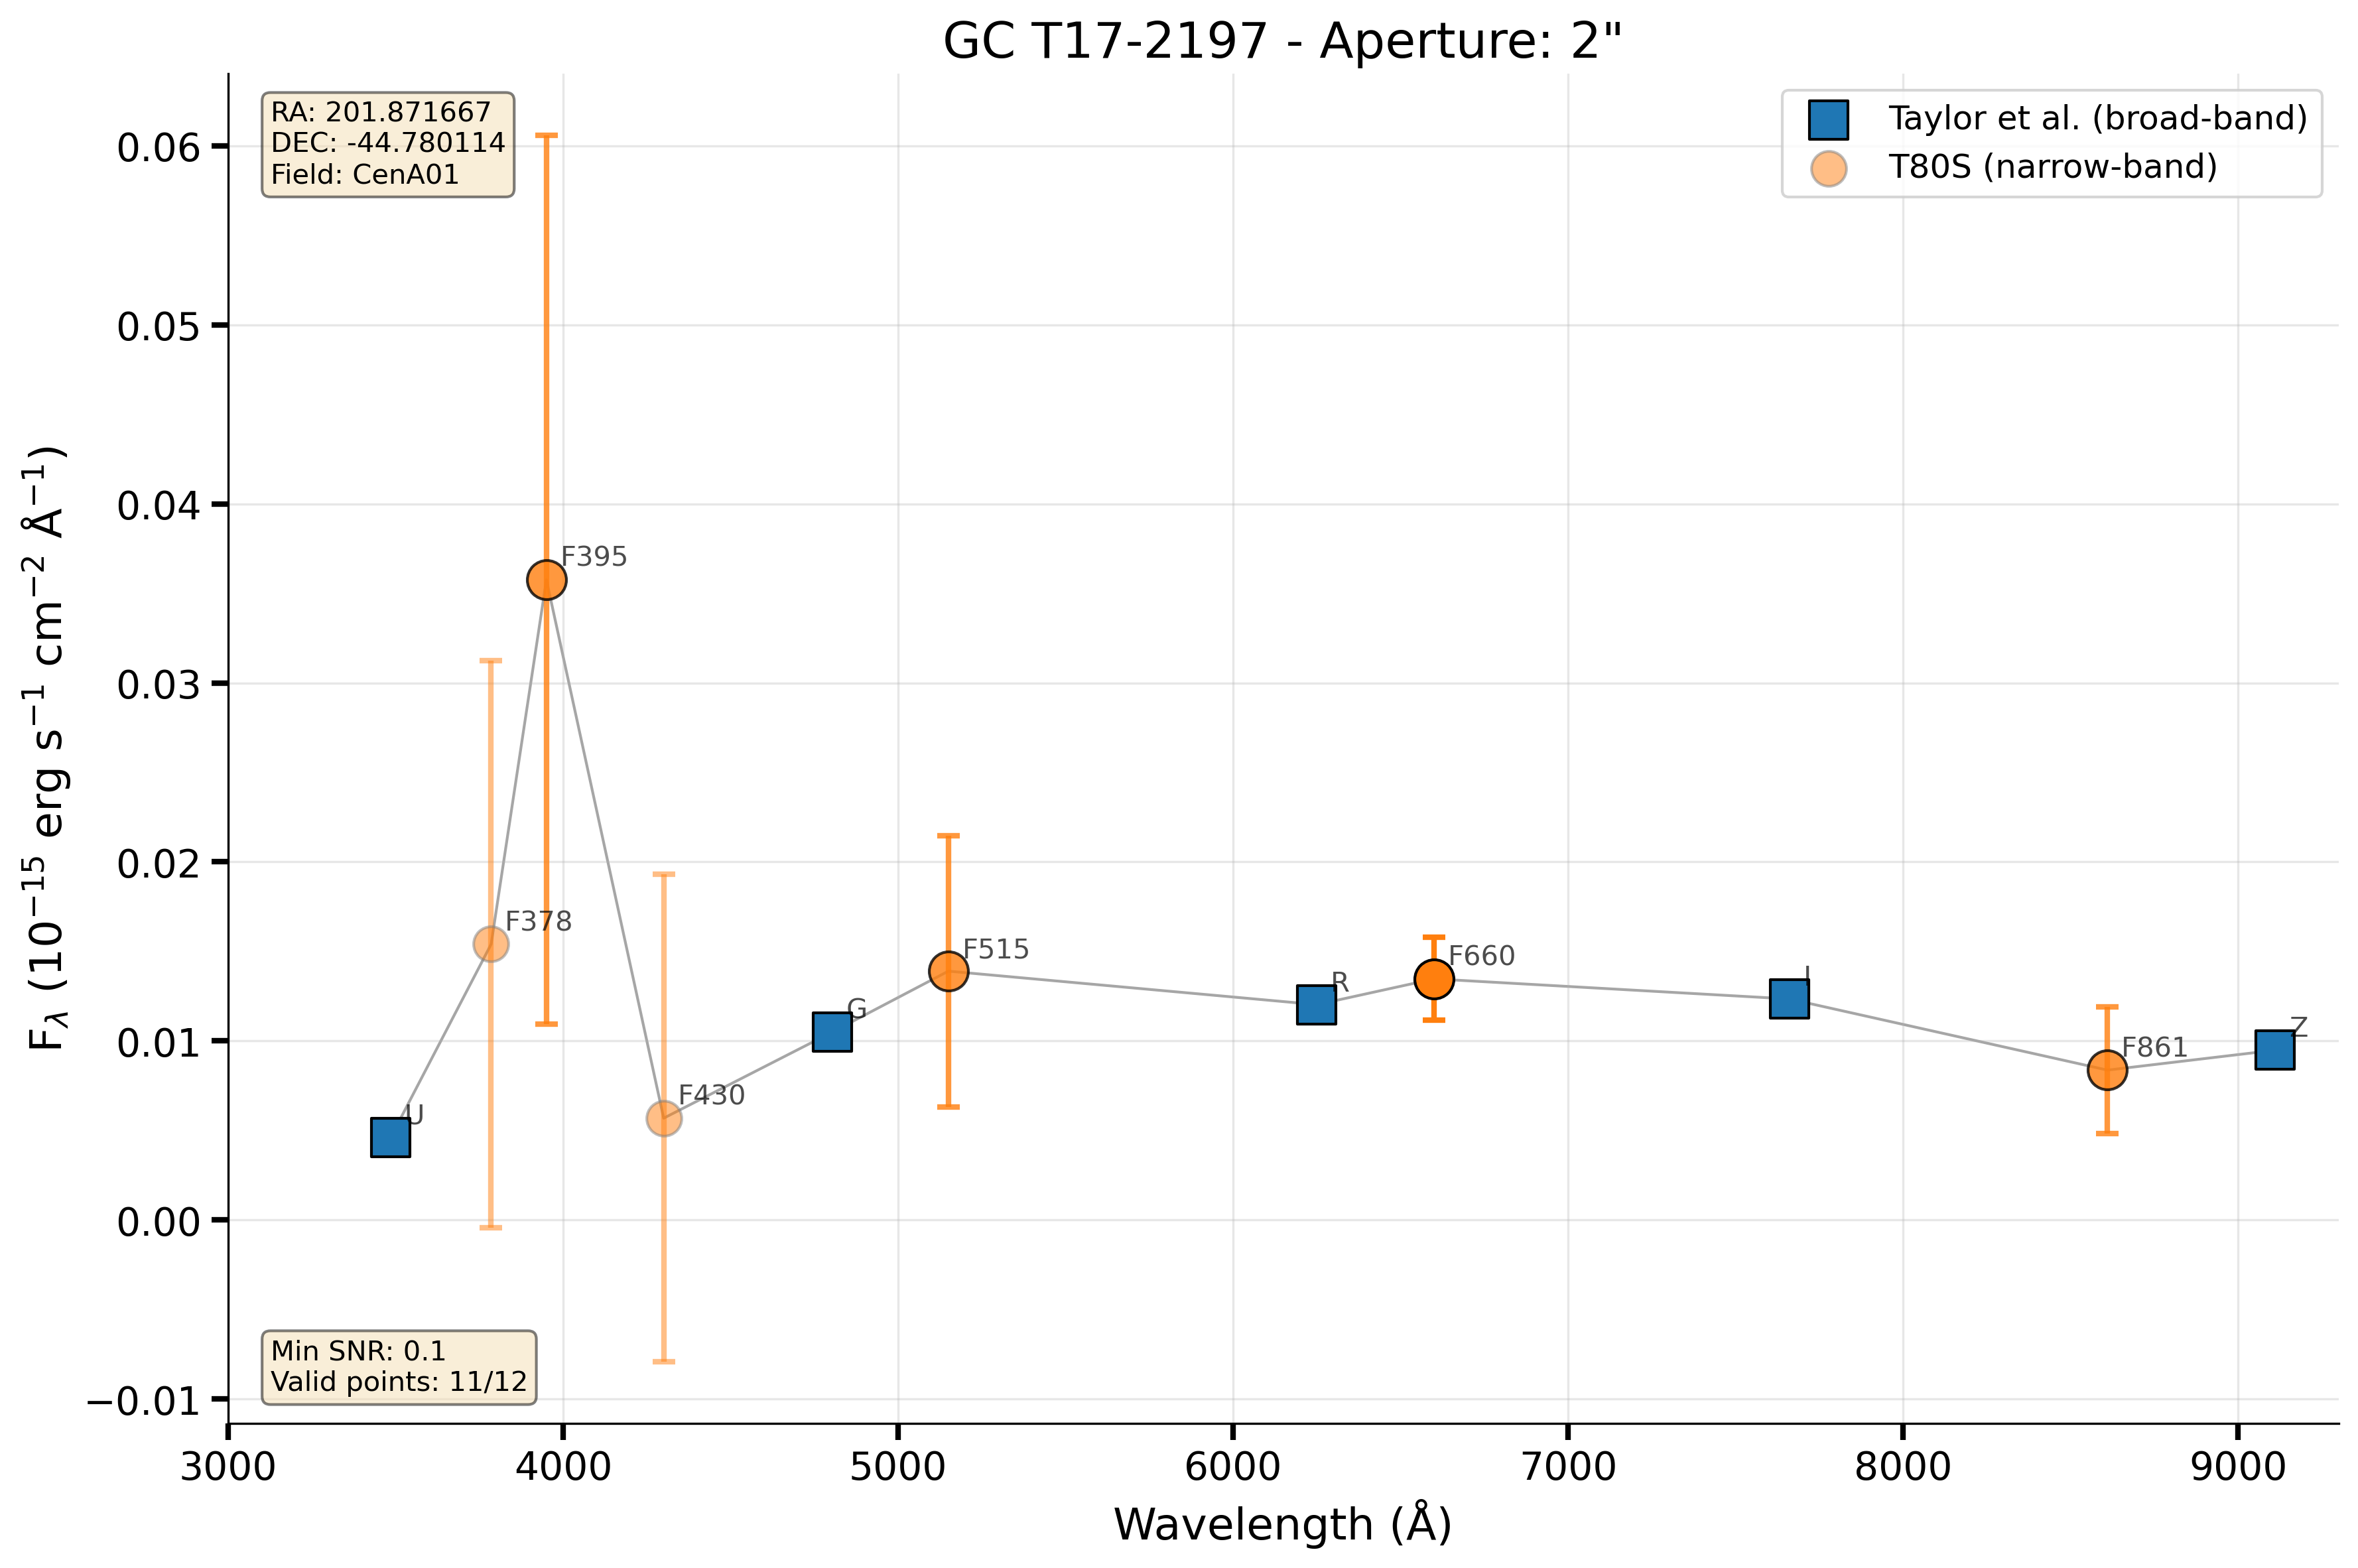 GC T17-2197 - Aperture: 2"
RA: 201.871667
DEC: -44.780114
Field: CenA01
Taylor et al. (broad-band)
T80S (narrow-band)
0.06
0.05
0.04
0.03
0.02
0.01
0.00
−0.01
F_λ (10⁻¹⁵ erg s⁻¹ cm⁻² Å⁻¹)
F395
F378
F515
F660
R
I
G
Z
F861
F430
U
Min SNR: 0.1
Valid points: 11/12
3000 4000 5000 6000 7000 8000 9000
Wavelength (Å)